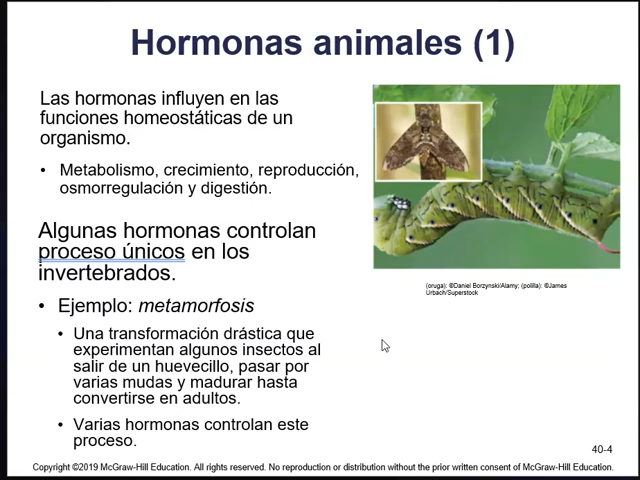 Hormonas animales (1)
Las hormonas influyen en las
funciones homeostáticas de un
organismo.
• Metabolismo, crecimiento, reproducción,
osmorregulación y digestión.
Algunas hormonas controlan
proceso únicos en los
invertebrados.
• Ejemplo: metamorfosis
• Una transformación drástica que
experimentan algunos insectos al
salir de un huevecillo, pasar por
varias mudas y madurar hasta
convertirse en adultos.
• Varias hormonas controlan este
proceso.
(oruga): ©Daniel Borzynski/Alamy; (polilla): ©James
Urbach/Superstock
40-4
Copyright ©2019 McGraw-Hill Education. All rights reserved. No reproduction or distribution without the prior written consent of McGraw-Hill Education.